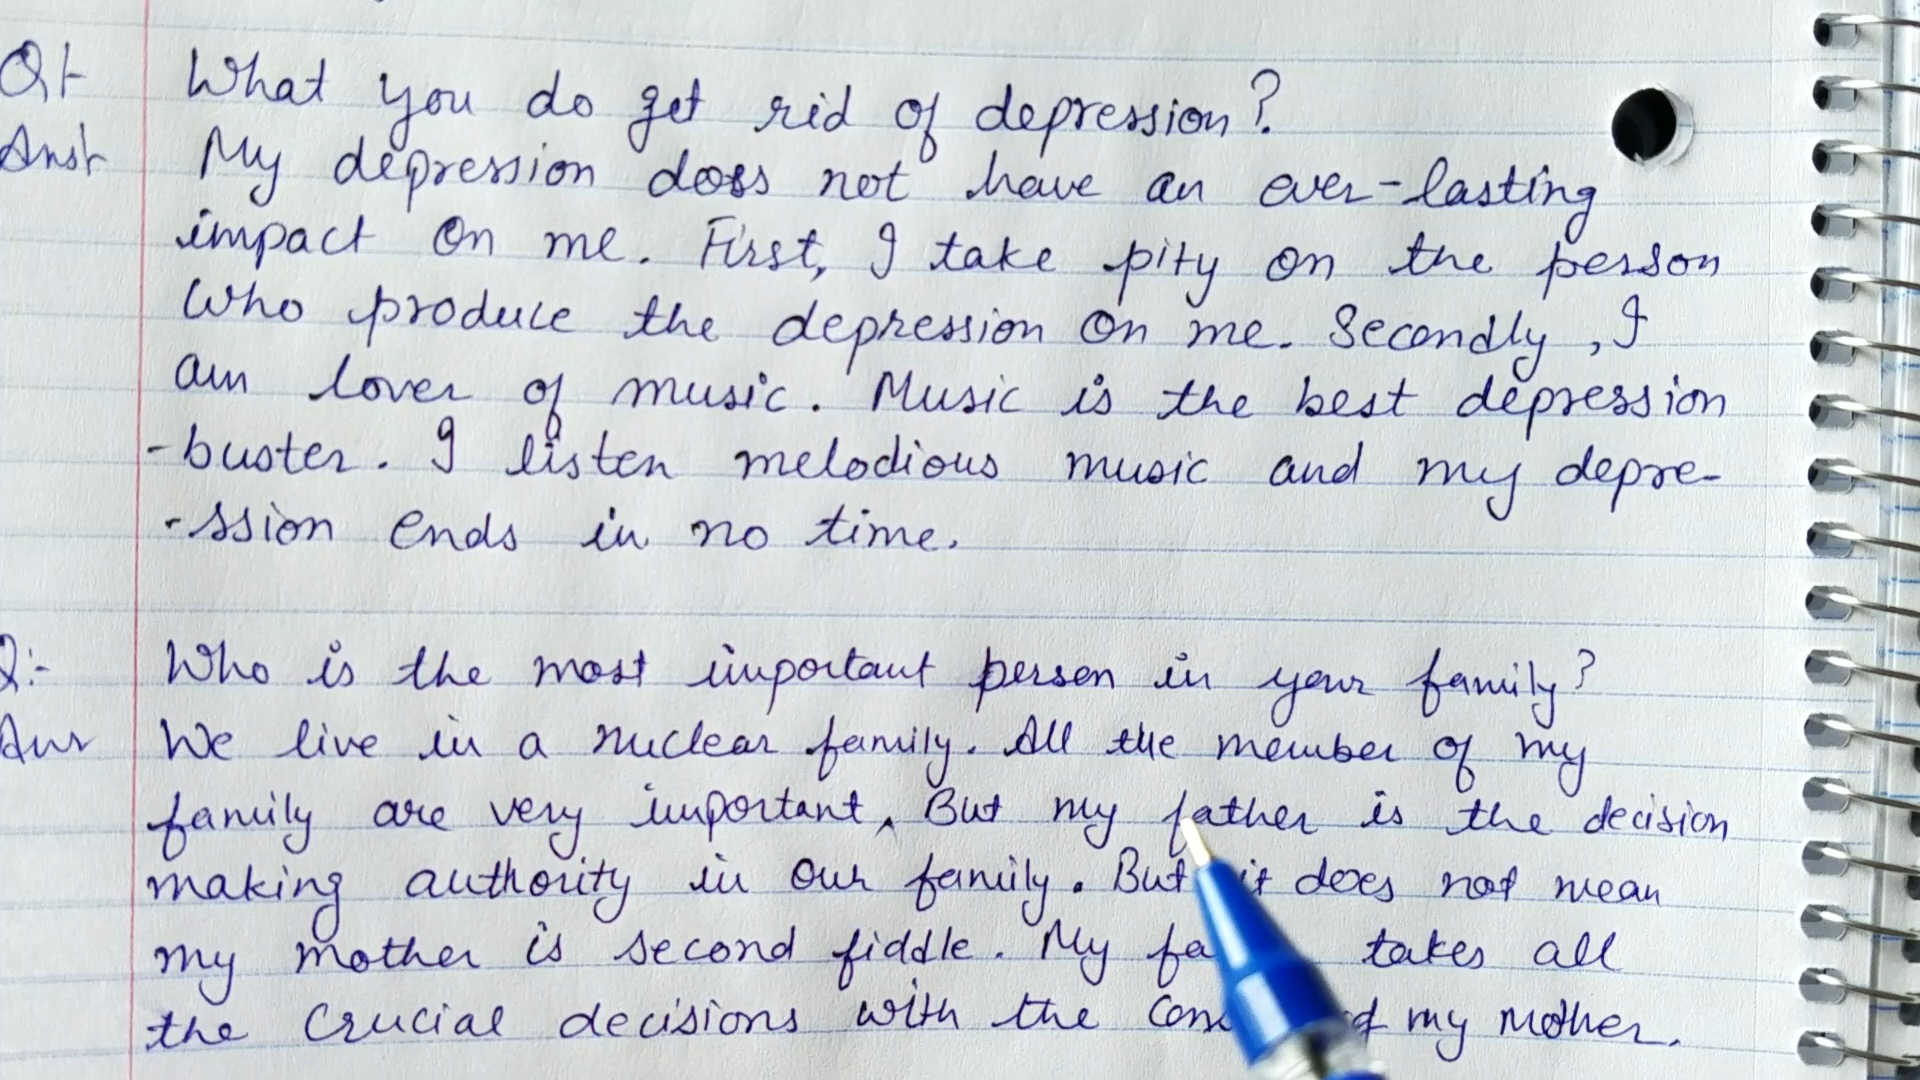 Q:- What you do get rid of depression?
Ans:- My depression does not have an ever-lasting
impact on me. First, I take pity on the person
who produce the depression on me. Secondly, I
am lover of music. Music is the best depression
-buster. I listen melodious music and my depre-
-ssion ends in no time.
Q:- Who is the most important person in your family?
Ans We live in a nuclear family. All the member of my
family are very important. But my father is the decision
making authority in our family. But it does not mean
my mother is second fiddle. My takes all
the crucial decisions with the of my mother.